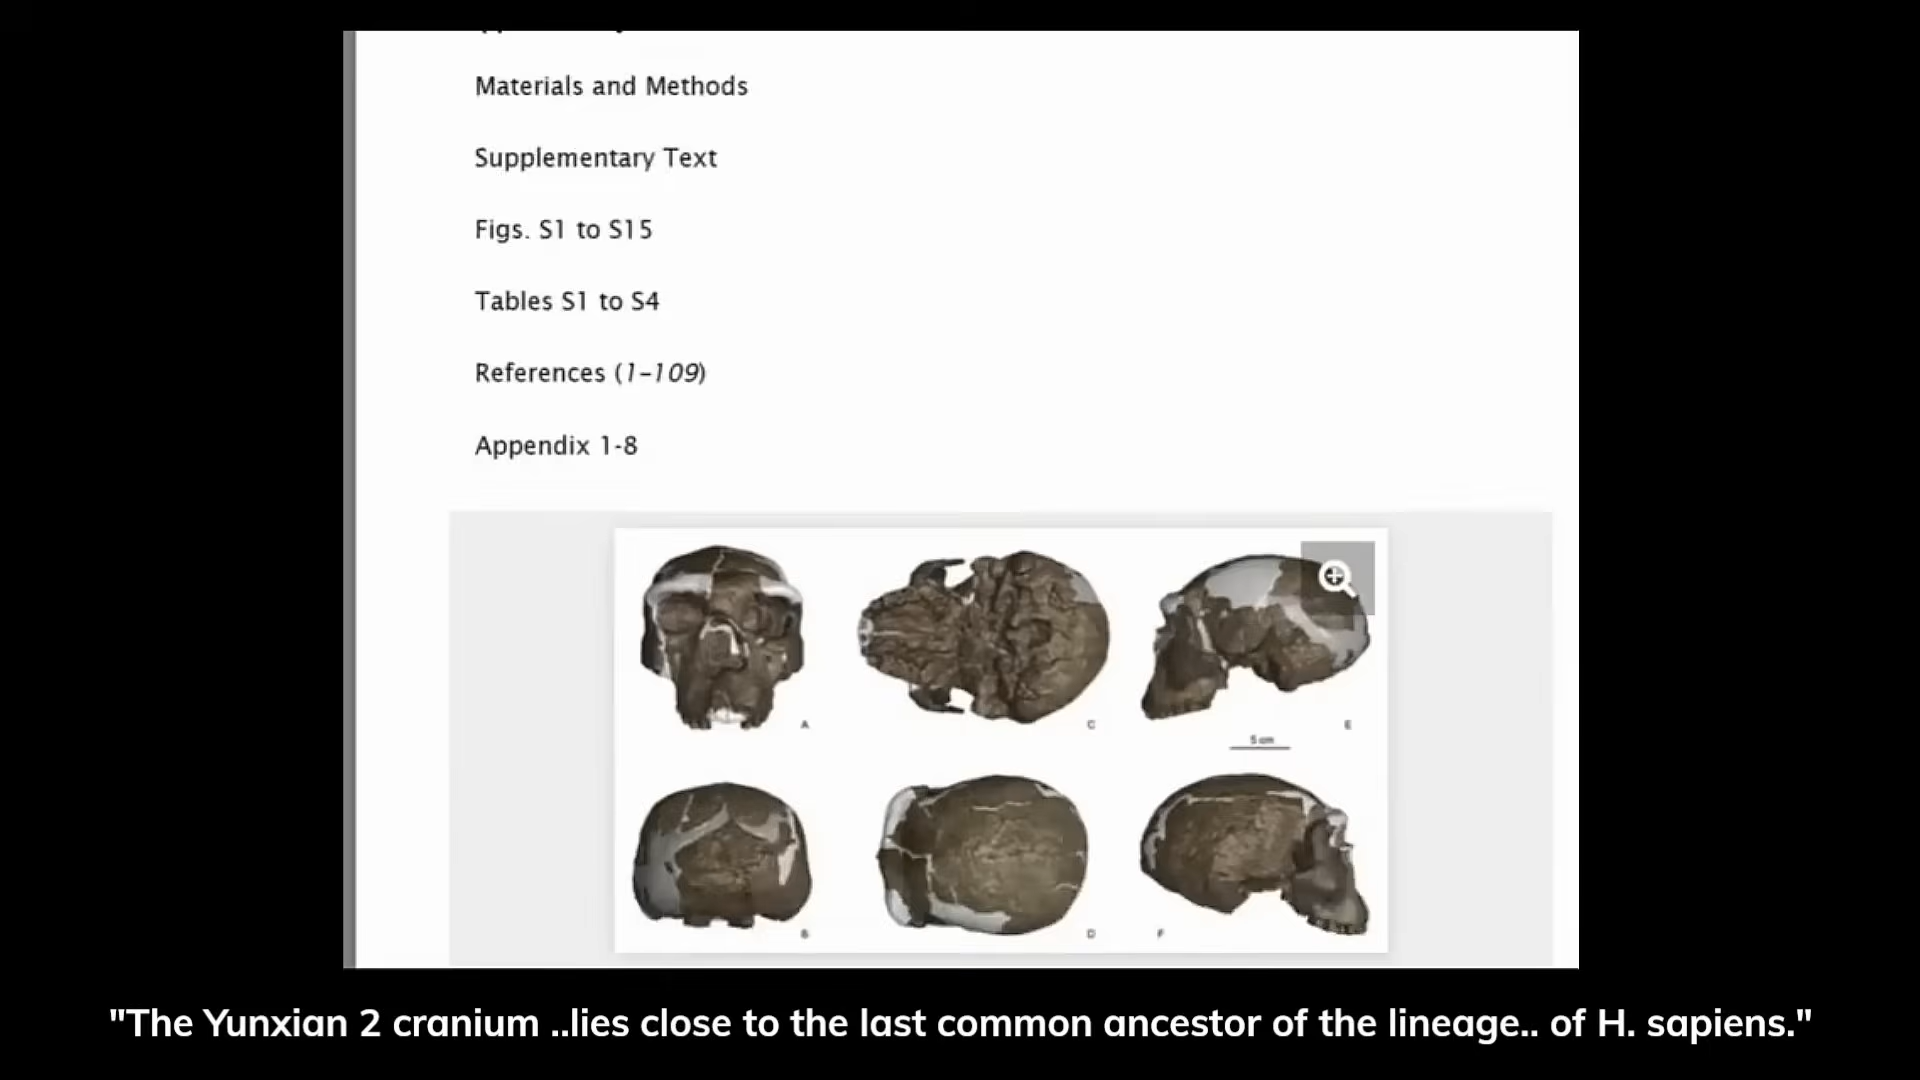 Materials and Methods
Supplementary Text
Figs. S1 to S15
Tables S1 to S4
References (1-109)
Appendix 1-8
A
C
E
5 cm
B
D
F
"The Yunxian 2 cranium ..lies close to the last common ancestor of the lineage.. of H. sapiens."